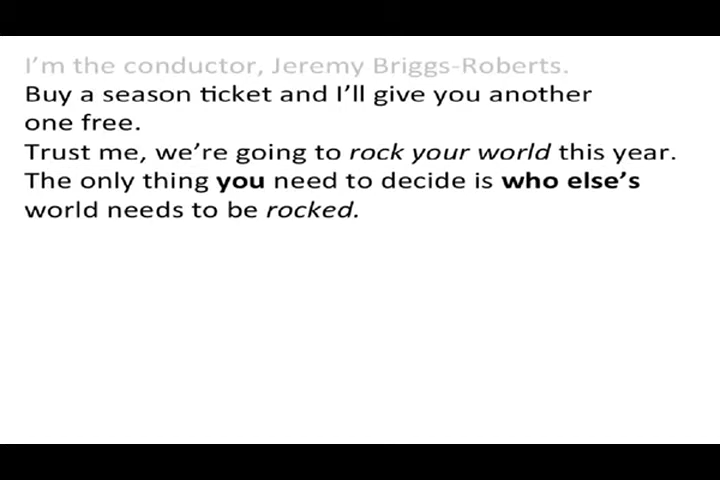 I'm the conductor, Jeremy Briggs-Roberts.
Buy a season ticket and I'll give you another
one free.
Trust me, we're going to rock your world this year.
The only thing you need to decide is who else's
world needs to be rocked.